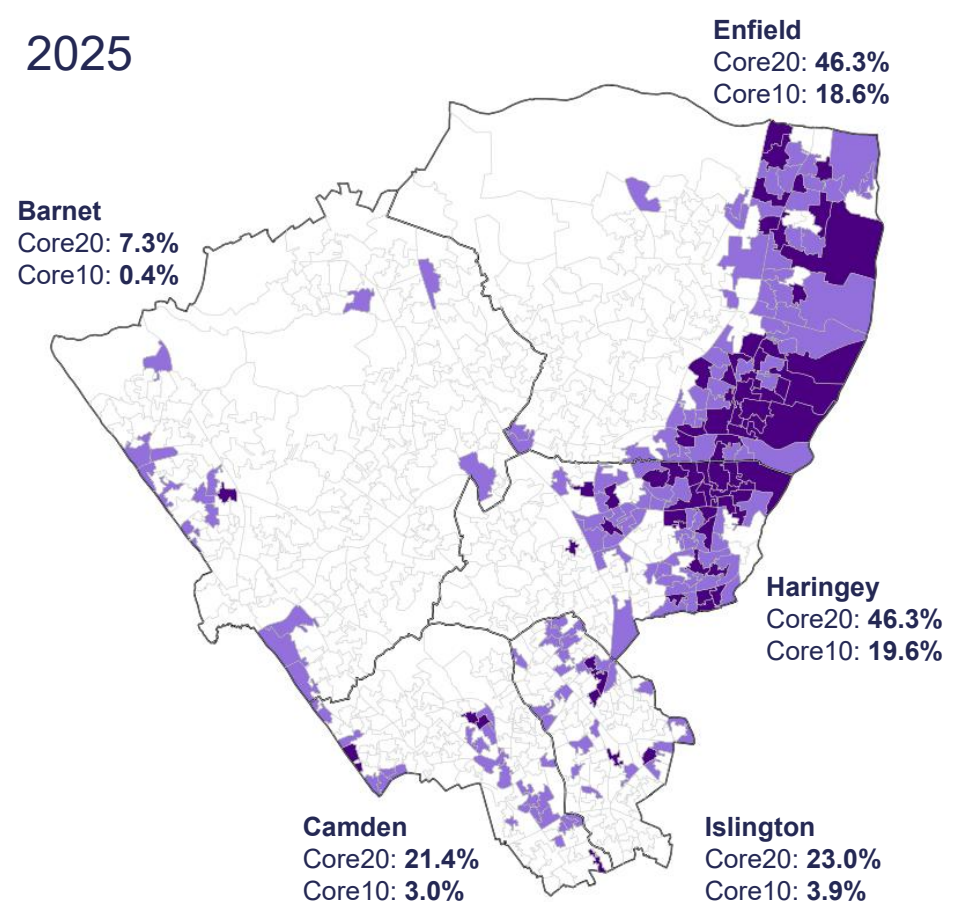 2025
Enfield
Core20: 46.3%
Core10: 18.6%
Barnet
Core20: 7.3%
Core10: 0.4%
Haringey
Core20: 46.3%
Core10: 19.6%
Camden
Core20: 21.4%
Core10: 3.0%
Islington
Core20: 23.0%
Core10: 3.9%